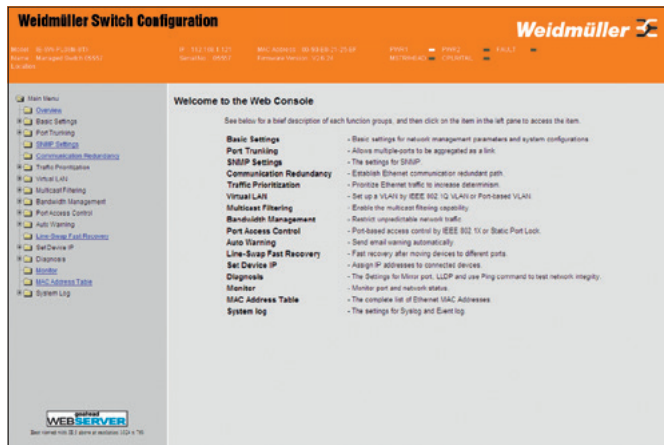 Weidmüller Switch Configuration
Weidmüller
Main Menu
Overview
Basic Settings
Port Trunking
SNMP Settings
Communication Redundancy
Traffic Prioritization
Virtual LAN
Multicast Filtering
Bandwidth Management
Port Access Control
Auto Warning
Line-Swap Fast Recovery
Set Device IP
Diagnosis
Monitor
MAC Address Table
System Log
Welcome to the Web Console
See below for a brief description of each function groups, and then click on the item in the left pane to access the item.
Basic Settings - Basic settings for network management parameters and system configurations.
Port Trunking - Allows multiple-ports to be aggregated as a link.
SNMP Settings - The settings for SNMP.
Communication Redundancy - Establish Ethernet communication redundant path.
Traffic Prioritization - Prioritize Ethernet traffic to increase determinism.
Virtual LAN - Set up a VLAN by IEEE 802.1Q VLAN or Port-based VLAN.
Multicast Filtering - Enable the multicast filtering capability.
Bandwidth Management - Restrict unpredictable network traffic.
Port Access Control - Port-based access control by IEEE 802.1X or Static Port Lock.
Auto Warning - Send email warning automatically.
Line-Swap Fast Recovery - Fast recovery after moving devices to different ports.
Set Device IP - Assign IP addresses to connected devices.
Diagnosis - The Settings for Mirror port, LLDP and use Ping command to test network integrity.
Monitor - Monitor port and network status.
MAC Address Table - The complete list of Ethernet MAC Addresses.
System log - The settings for Syslog and Event log.
goahead
WEBSERVER